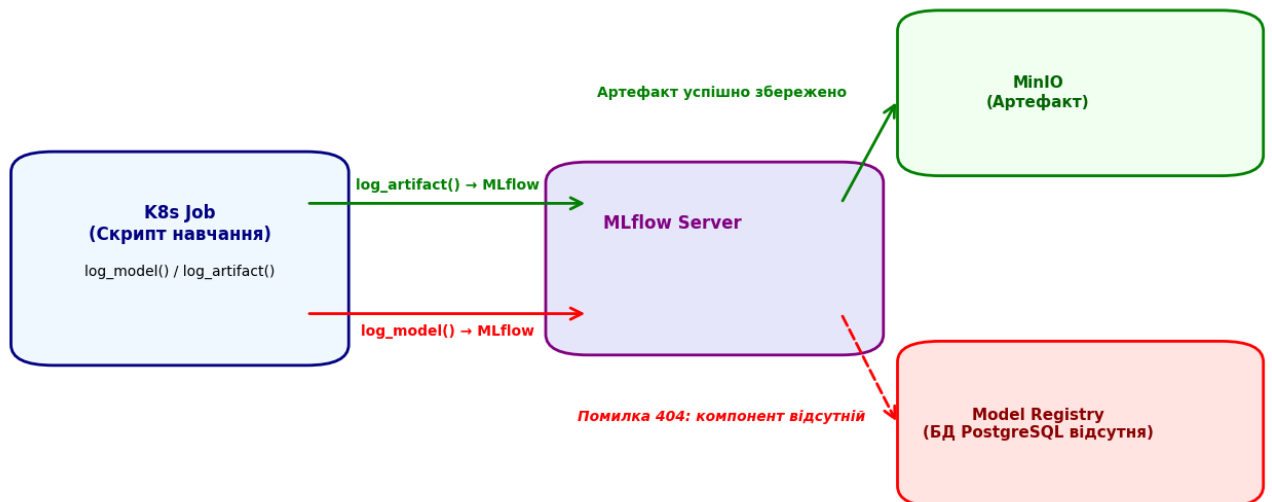 MinIO
(Артефакт)
Артефакт успішно збережено
K8s Job
(Скрипт навчання)
log_model() / log_artifact()
log_artifact() → MLflow
MLflow Server
log_model() → MLflow
Помилка 404: компонент відсутній
Model Registry
(БД PostgreSQL відсутня)